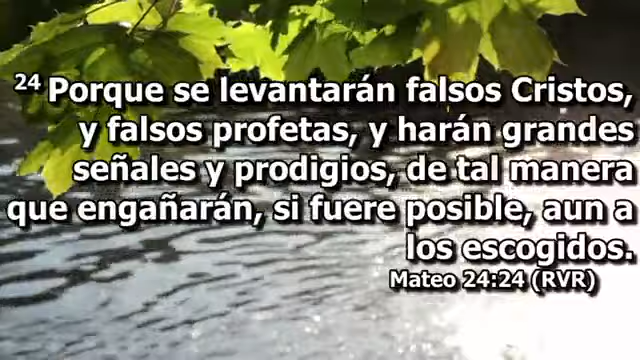 24 Porque se levantarán falsos Cristos,
y falsos profetas, y harán grandes
señales y prodigios, de tal manera
que engañarán, si fuere posible, aun a
los escogidos.
Mateo 24:24 (RVR)